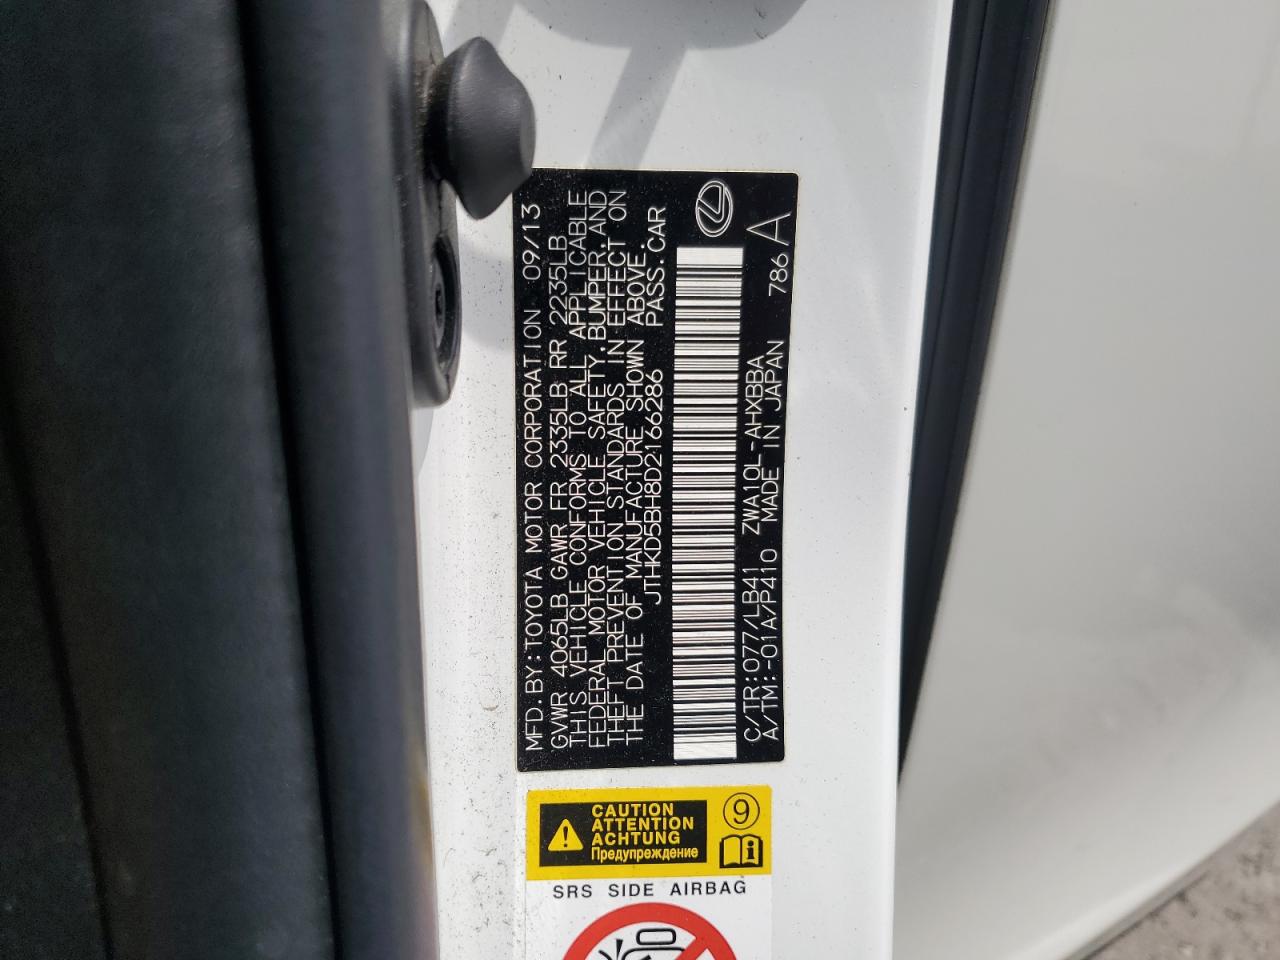 MFD.BY:TOYOTA MOTOR CORPORATION 09/13
GVWR 4065LB GAWR FR 2335LB RR 2235LB
THIS VEHICLE CONFORMS TO ALL APPLICABLE
FEDERAL MOTOR VEHICLE SAFETY,BUMPER,AND
THEFT PREVENTION STANDARDS IN EFFECT ON
THE DATE OF MANUFACTURE SHOWN ABOVE.
JTHKD5BH8D2166286 PASS.CAR
C/TR:077/LB41 ZWA10L-AHXBBA 786 A
A/TM:-01A/P410 MADE IN JAPAN
CAUTION
ATTENTION
ACHTUNG
Предупреждение
9
i
SRS SIDE AIRBAG